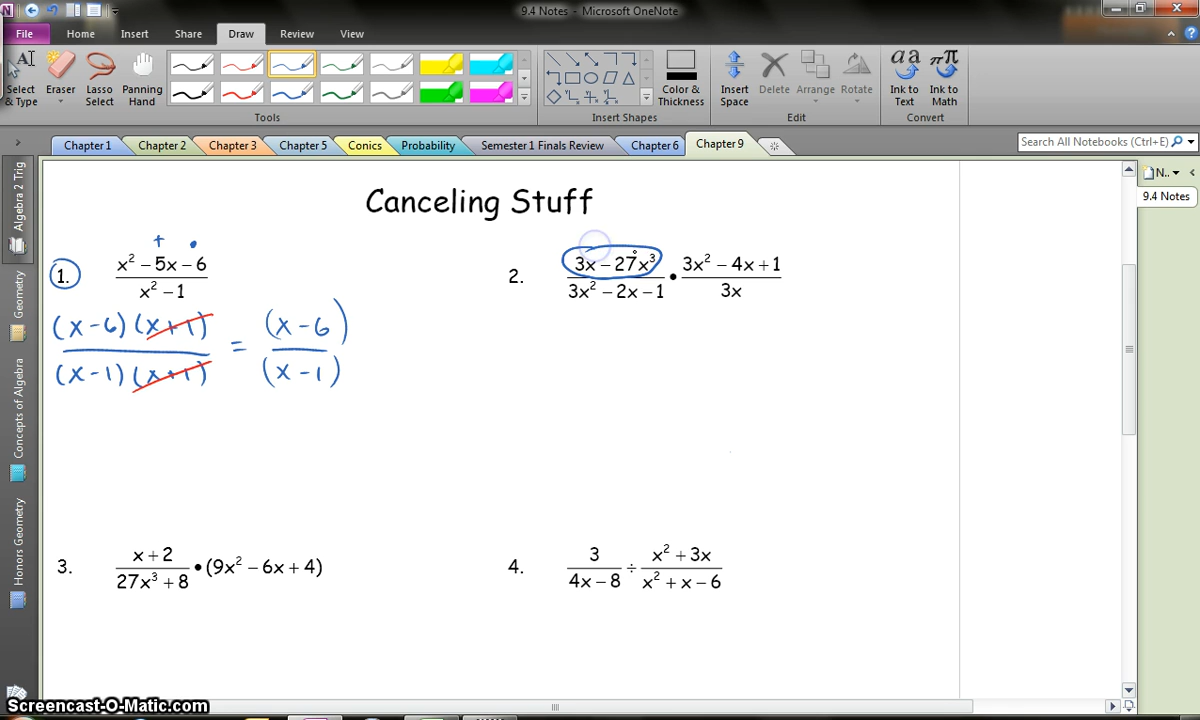 9.4 Notes - Microsoft OneNote
File Home Insert Share Draw Review View
Select & Type Eraser Lasso Select Panning Hand Color & Thickness Insert Space Delete Arrange Rotate Ink to Text Ink to Math
Tools Insert Shapes Edit Convert
Chapter 1 Chapter 2 Chapter 3 Chapter 5 Conics Probability Semester 1 Finals Review Chapter 6 Chapter 9
Search All Notebooks (Ctrl+E)
N..
9.4 Notes
Algebra 2 Trig
Geometry
Concepts of Algebra
Honors Geometry
Canceling Stuff
+ •
1. x² − 5x − 6
x² − 1
(x − 6) (x + 1) = (x − 6)
(x − 1) (x + 1) (x − 1)
2. 3x − 27x³ • 3x² − 4x + 1
3x² − 2x − 1 3x
3. x + 2 • (9x² − 6x + 4)
27x³ + 8
4. 3 ÷ x² + 3x
4x − 8 x² + x − 6
Screencast-O-Matic.com